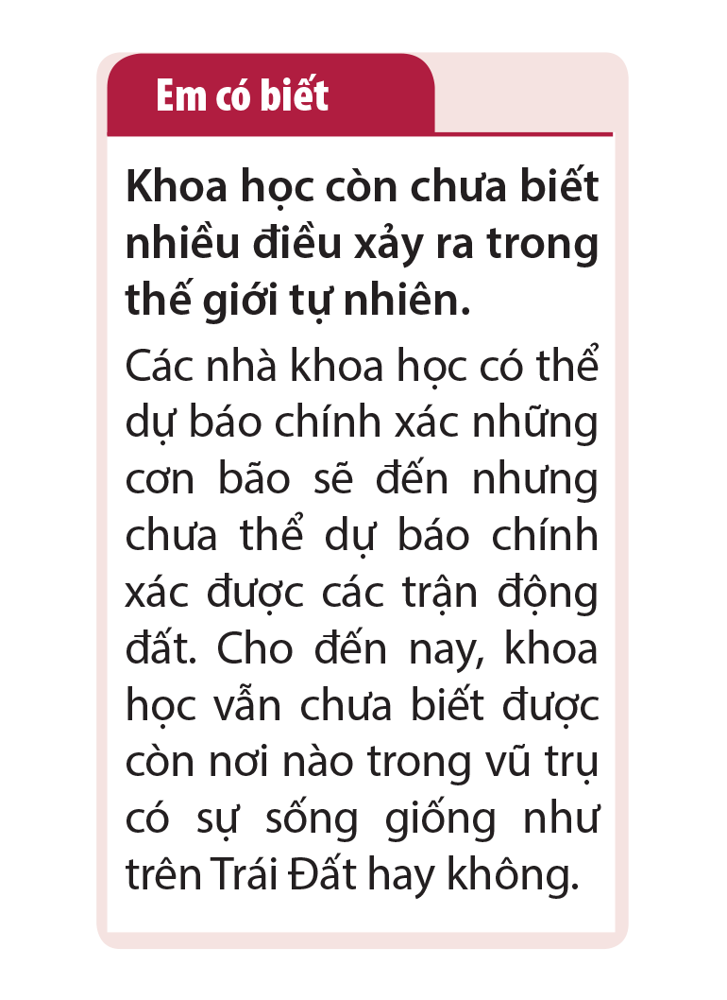 Em có biết
Khoa học còn chưa biết
nhiều điều xảy ra trong
thế giới tự nhiên.
Các nhà khoa học có thể
dự báo chính xác những
cơn bão sẽ đến nhưng
chưa thể dự báo chính
xác được các trận động
đất. Cho đến nay, khoa
học vẫn chưa biết được
còn nơi nào trong vũ trụ
có sự sống giống như
trên Trái Đất hay không.